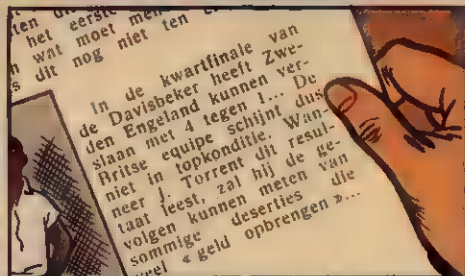 het eerste
wat moet men
dit nog niet ten
In de kwartfinale van
de Davisbeker heeft Zwe-
den Engeland kunnen ver-
slaan met 4 tegen 1... De
Britse equipe schijnt dus
niet in topkonditie. Wan-
neer J. Torrent dit resul-
taat leest, zal hij de ge-
volgen kunnen meten van
sommige deserties die
veel « geld opbrengen »...